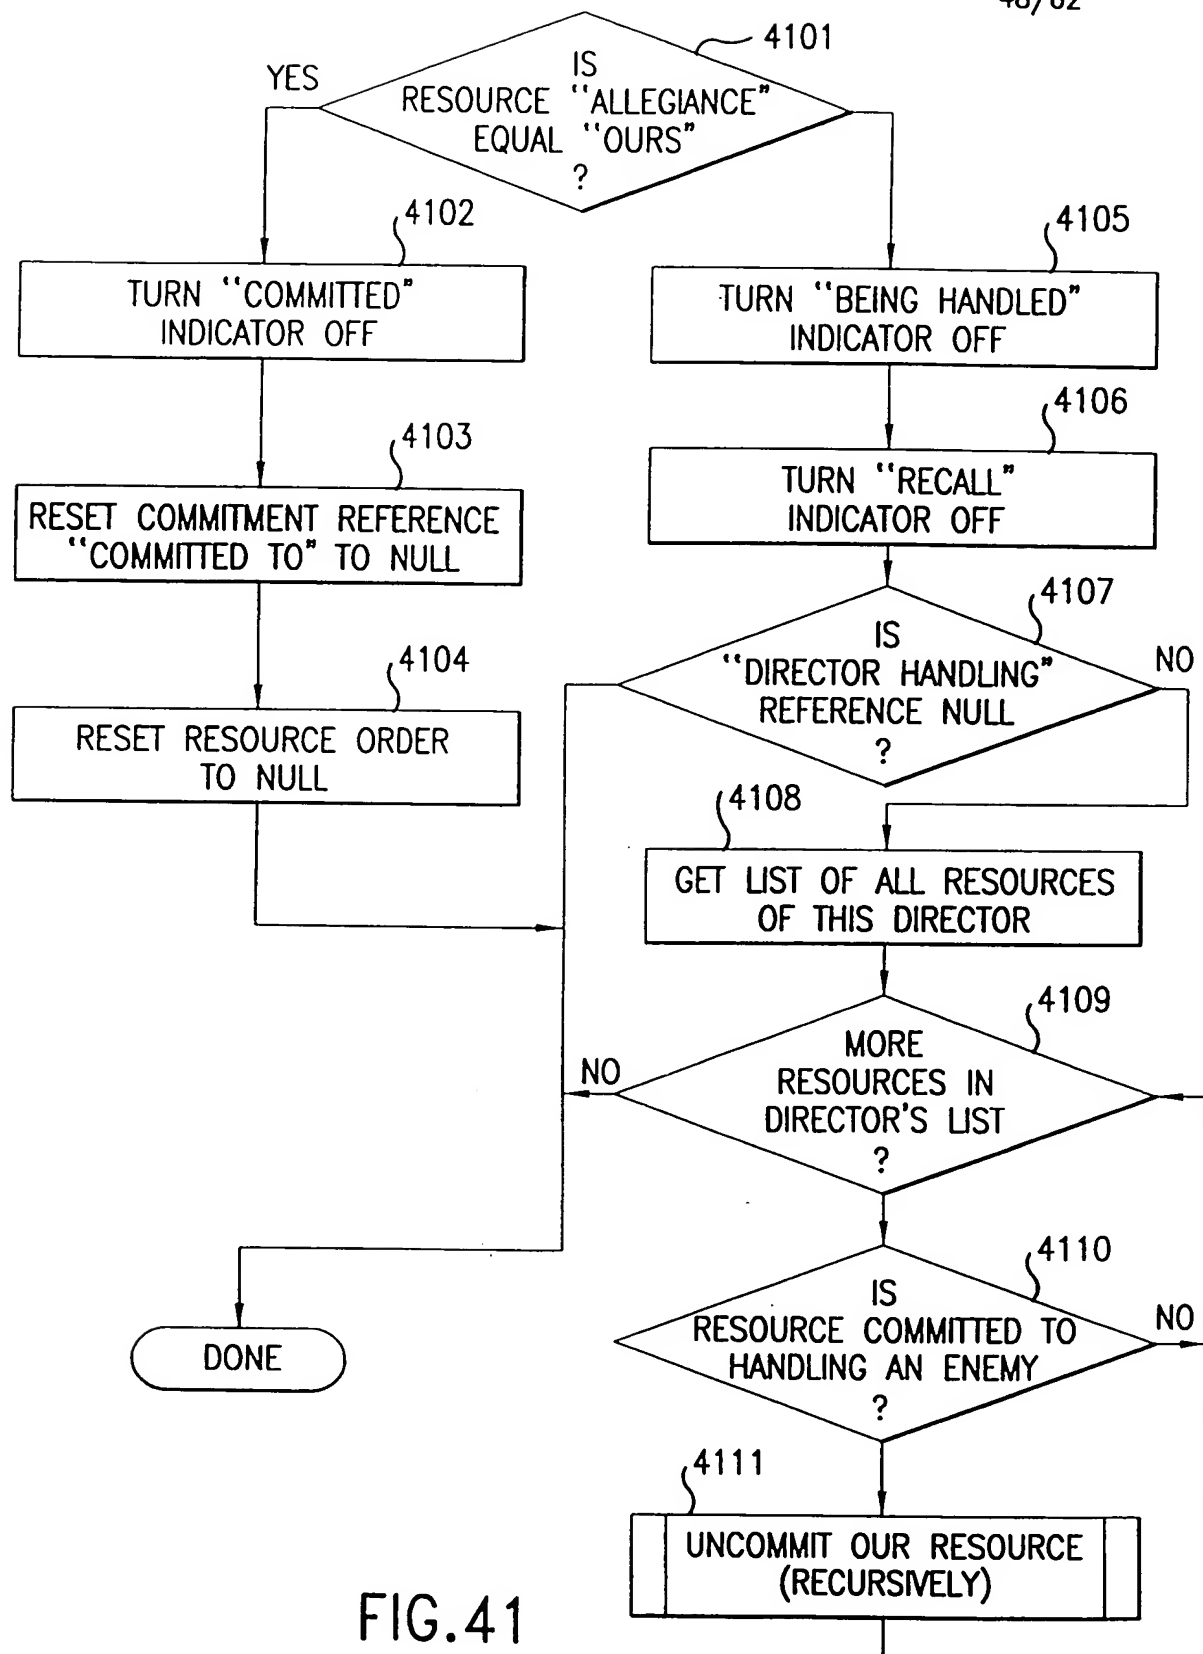 48/62
4101
YES
IS
RESOURCE "ALLEGIANCE"
EQUAL "OURS"
?
4102
TURN "COMMITTED"
INDICATOR OFF
4103
RESET COMMITMENT REFERENCE
"COMMITTED TO" TO NULL
4104
RESET RESOURCE ORDER
TO NULL
4105
TURN "BEING HANDLED"
INDICATOR OFF
4106
TURN "RECALL"
INDICATOR OFF
4107
IS
"DIRECTOR HANDLING"
REFERENCE NULL
?
NO
4108
GET LIST OF ALL RESOURCES
OF THIS DIRECTOR
4109
NO
MORE
RESOURCES IN
DIRECTOR'S LIST
?
4110
IS
RESOURCE COMMITTED TO
HANDLING AN ENEMY
?
NO
DONE
4111
UNCOMMIT OUR RESOURCE
(RECURSIVELY)
FIG.41